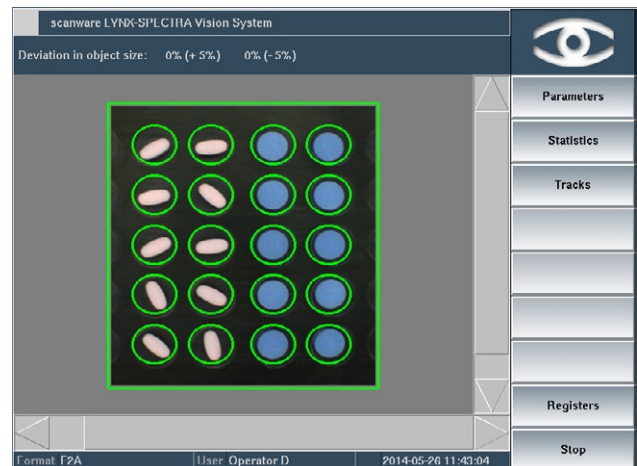 scanware LYNX-SPECTRA Vision System
Deviation in object size: 0% (+ 5%) 0% (- 5%)
Parameters
Statistics
Tracks
Registers
Stop
Format F2A User Operator D 2014-05-26 11:43:04